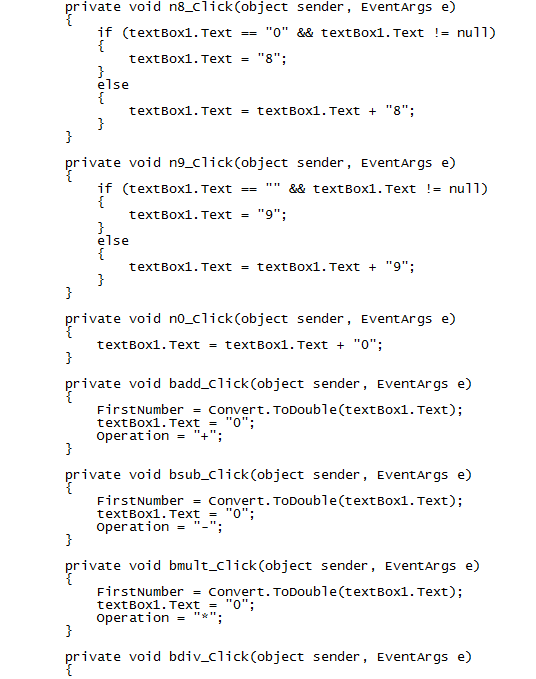 private void n8_Click(object sender, EventArgs e)
{
if (textBox1.Text == "0" && textBox1.Text != null)
{
textBox1.Text = "8";
}
else
{
textBox1.Text = textBox1.Text + "8";
}
}
private void n9_Click(object sender, EventArgs e)
{
if (textBox1.Text == "" && textBox1.Text != null)
{
textBox1.Text = "9";
}
else
{
textBox1.Text = textBox1.Text + "9";
}
}
private void n0_Click(object sender, EventArgs e)
{
textBox1.Text = textBox1.Text + "0";
}
private void badd_Click(object sender, EventArgs e)
{
FirstNumber = Convert.ToDouble(textBox1.Text);
textBox1.Text = "0";
Operation = "+";
}
private void bsub_Click(object sender, EventArgs e)
{
FirstNumber = Convert.ToDouble(textBox1.Text);
textBox1.Text = "0";
Operation = "-";
}
private void bmult_Click(object sender, EventArgs e)
{
FirstNumber = Convert.ToDouble(textBox1.Text);
textBox1.Text = "0";
Operation = "*";
}
private void bdiv_Click(object sender, EventArgs e)
{